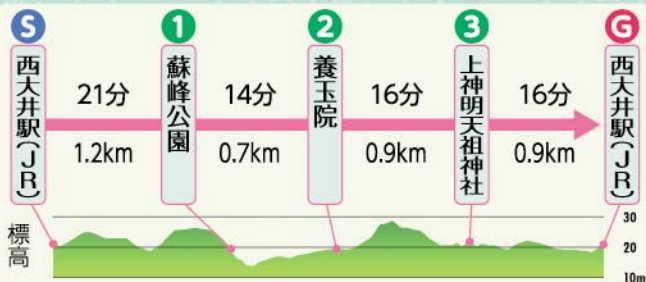 S
1
2
3
G
西大井駅(JR)
21分
1.2km
蘇峰公園
14分
0.7km
養玉院
16分
0.9km
上神明天祖神社
16分
0.9km
西大井駅(JR)
標高
30
20
10m